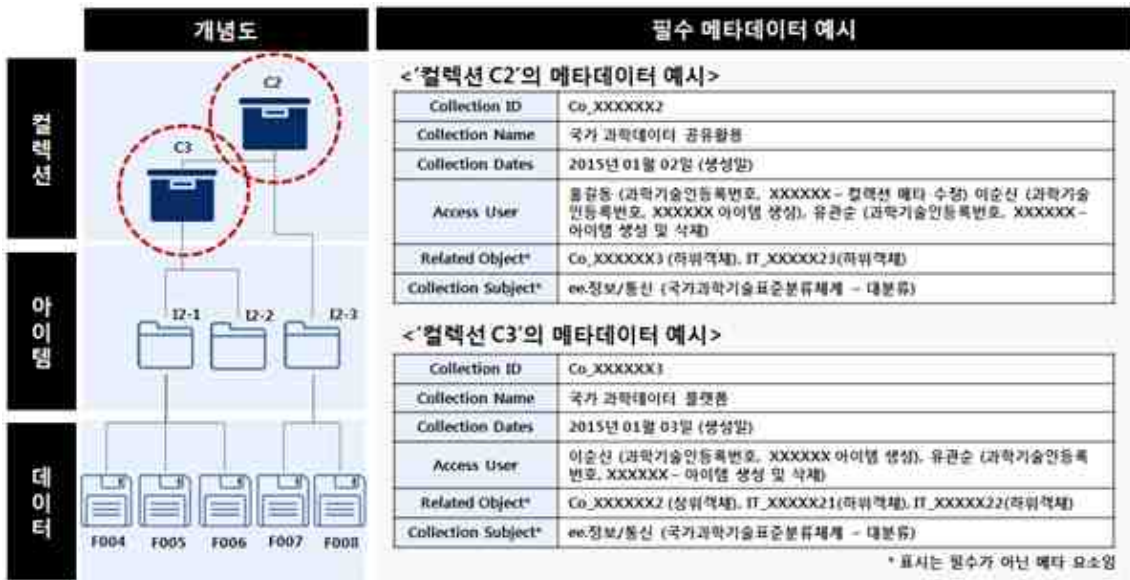 개념도
필수 메타데이터 예시
컬렉션
C2
C3
아이템
I2-1
I2-2
I2-3
데이터
F004
F005
F006
F007
F008
<'컬렉션 C2'의 메타데이터 예시>
Collection ID Co_XXXXXX2
Collection Name 국가 과학데이터 공유활용
Collection Dates 2015년 01월 02일 (생성일)
Access User 홍길동 (과학기술인등록번호, XXXXXX – 컬랙션 메타 수정) 이순신 (과학기술
인등록번호, XXXXXX 아이템 생성), 유관순 (과학기술인등록번호, XXXXXX –
아이템 생성 및 삭제)
Related Object* Co_XXXXXX3 (하위객체), IT_XXXXX23(하위객체)
Collection Subject* ee.정보/통신 (국가과학기술표준분류체계 – 대분류)
<'컬렉션 C3'의 메타데이터 예시>
Collection ID Co_XXXXXX3
Collection Name 국가 과학데이터 플랫폼
Collection Dates 2015년 01월 03일 (생성일)
Access User 이순신 (과학기술인등록번호, XXXXXX 아이템 생성), 유관순 (과학기술인등록
번호, XXXXXX – 아이템 생성 및 삭제)
Related Object* Co_XXXXXX2 (상위객체), IT_XXXXX21(하위객체), IT_XXXXX22(하위객체)
Collection Subject* ee.정보/통신 (국가과학기술표준분류체계 – 대분류)
* 표시는 필수가 아닌 메타 요소임